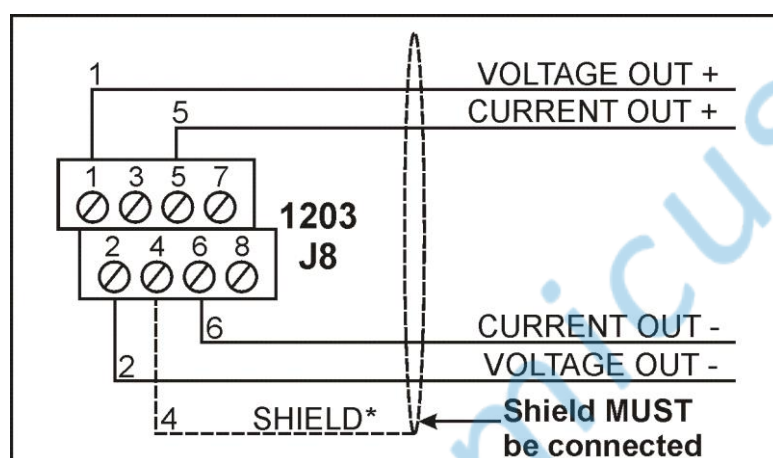 1
VOLTAGE OUT +
5
CURRENT OUT +
1 3 5 7
1203
J8
2 4 6 8
6
CURRENT OUT -
2
VOLTAGE OUT -
4
SHIELD*
Shield MUST
be connected